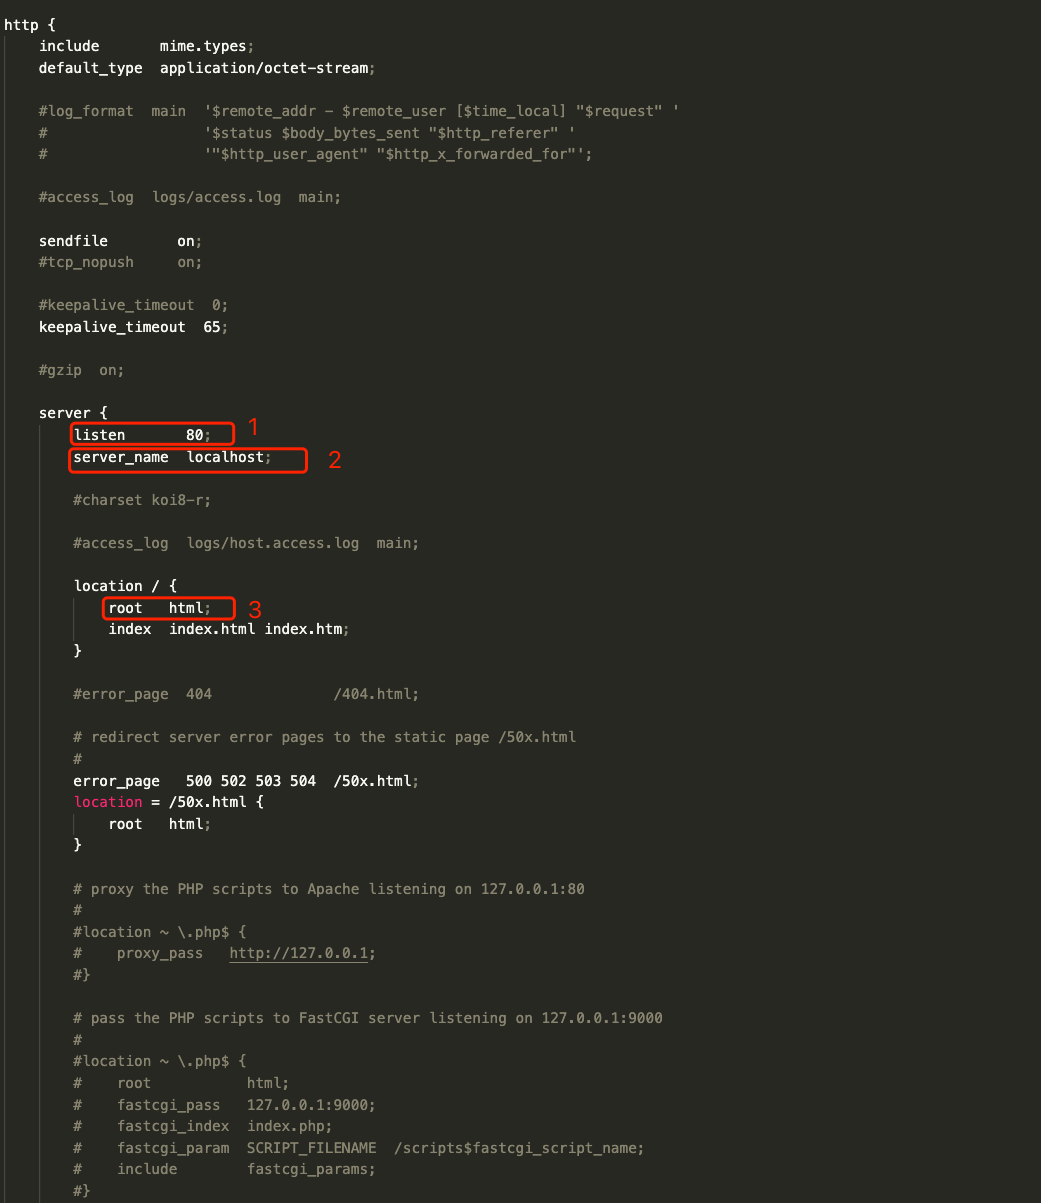 http {
    include       mime.types;
    default_type  application/octet-stream;
    #log_format  main  '$remote_addr - $remote_user [$time_local] "$request" '
    #                  '$status $body_bytes_sent "$http_referer" '
    #                  '"$http_user_agent" "$http_x_forwarded_for"';
    #access_log  logs/access.log  main;
    sendfile        on;
    #tcp_nopush     on;
    #keepalive_timeout  0;
    keepalive_timeout  65;
    #gzip  on;
    server {
        listen       80; 1
        server_name  localhost; 2
        #charset koi8-r;
        #access_log  logs/host.access.log  main;
        location / {
            root   html; 3
            index  index.html index.htm;
        }
        #error_page  404              /404.html;
        # redirect server error pages to the static page /50x.html
        #
        error_page   500 502 503 504  /50x.html;
        location = /50x.html {
            root   html;
        }
        # proxy the PHP scripts to Apache listening on 127.0.0.1:80
        #
        #location ~ \.php$ {
        #    proxy_pass   http://127.0.0.1;
        #}
        # pass the PHP scripts to FastCGI server listening on 127.0.0.1:9000
        #
        #location ~ \.php$ {
        #    root           html;
        #    fastcgi_pass   127.0.0.1:9000;
        #    fastcgi_index  index.php;
        #    fastcgi_param  SCRIPT_FILENAME  /scripts$fastcgi_script_name;
        #    include        fastcgi_params;
        #}